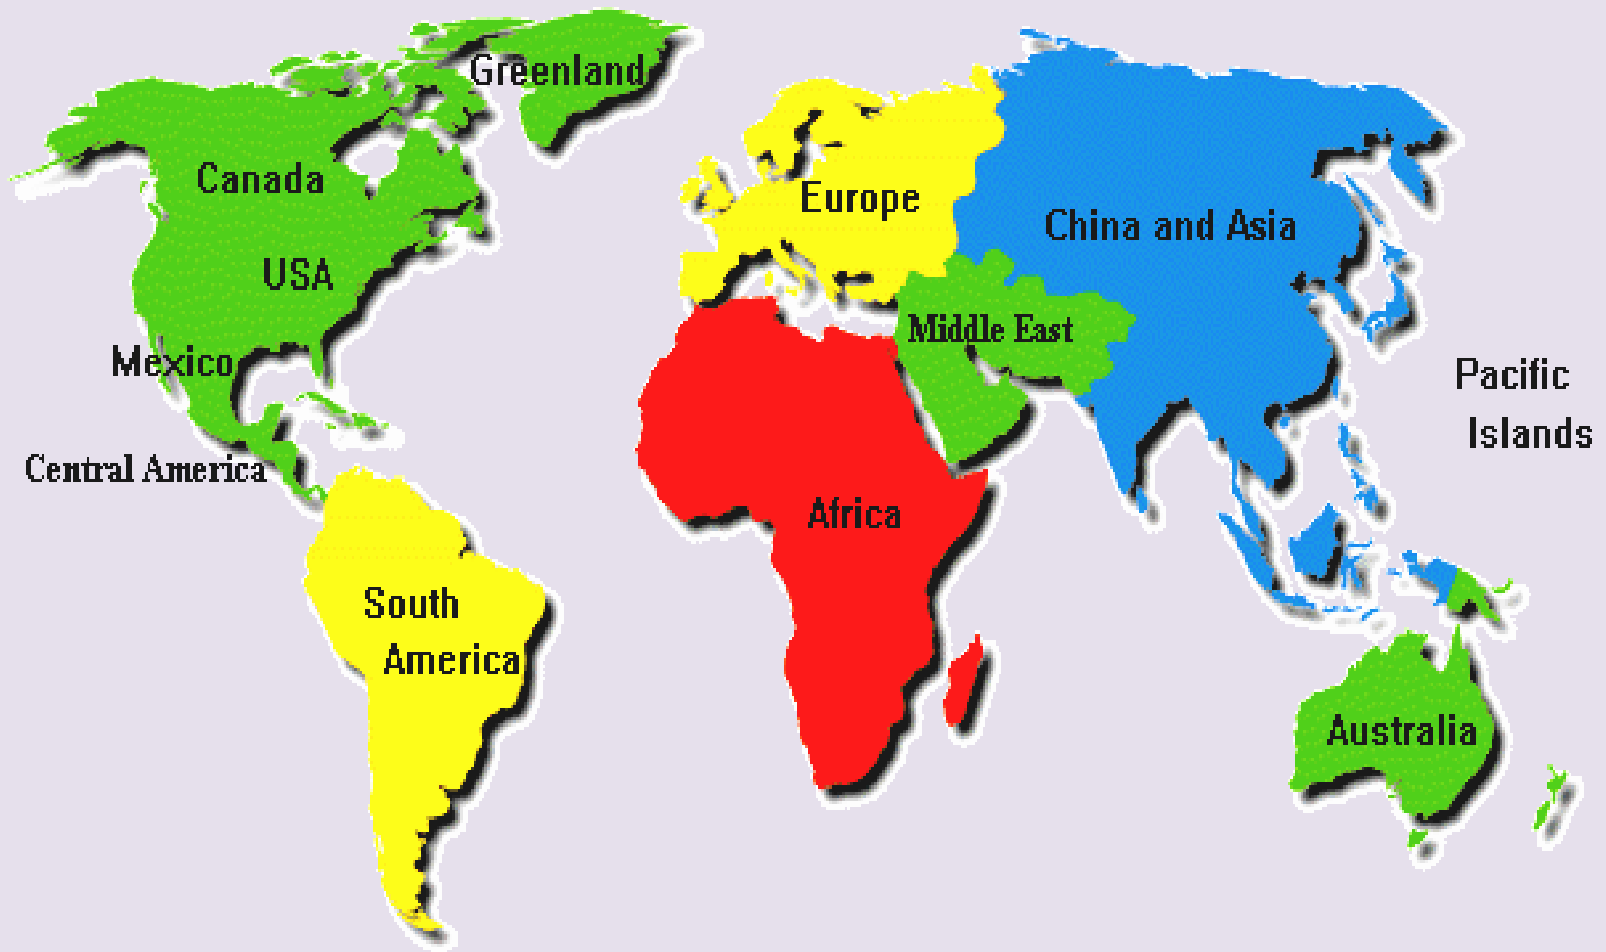 Greenland
Canada
Europe
China and Asia
USA
Middle East
Mexico
Pacific
Islands
Central America
Africa
South
America
Australia